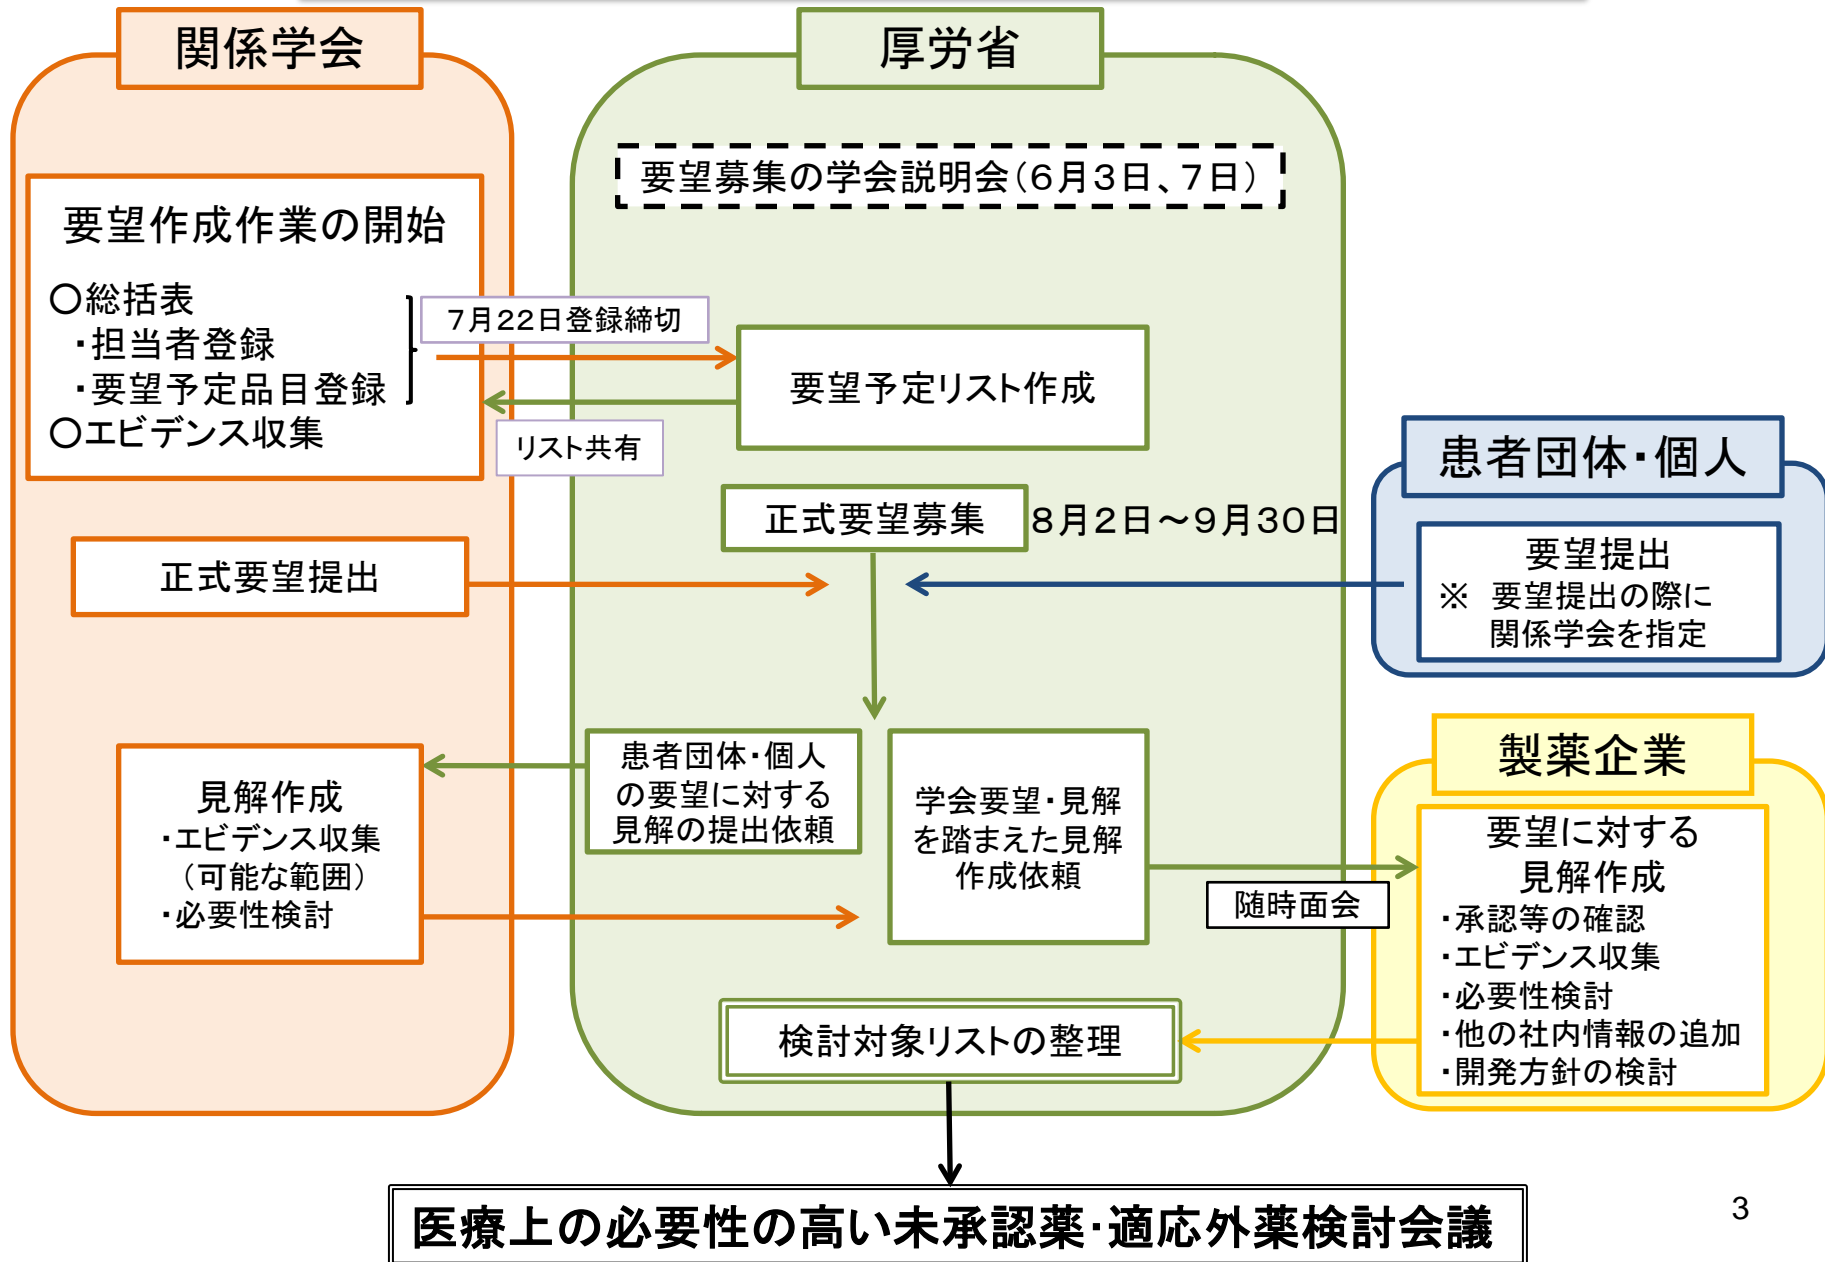 関係学会
厚労省
要望募集の学会説明会（6月3日、7日）
要望作成作業の開始
○総括表
・担当者登録
・要望予定品目登録
○エビデンス収集
7月22日登録締切
要望予定リスト作成
リスト共有
正式要望募集
8月2日～9月30日
正式要望提出
患者団体・個人
要望提出
※　要望提出の際に
関係学会を指定
患者団体・個人
の要望に対する
見解の提出依頼
学会要望・見解
を踏まえた見解
作成依頼
見解作成
・エビデンス収集
（可能な範囲）
・必要性検討
随時面会
製薬企業
要望に対する
見解作成
・承認等の確認
・エビデンス収集
・必要性検討
・他の社内情報の追加
・開発方針の検討
検討対象リストの整理
医療上の必要性の高い未承認薬・適応外薬検討会議
3